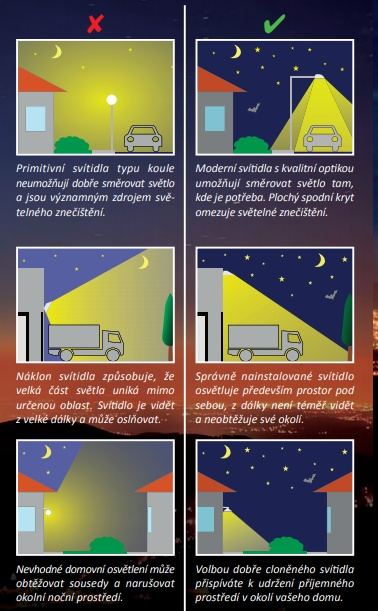 Primitivní svítidla typu koule
neumožňují dobře směrovat světlo
a jsou významným zdrojem svě-
telného znečištění.
Moderní svítidla s kvalitní optikou
umožňují směrovat světlo tam,
kde je potřeba. Plochý spodní kryt
omezuje světelné znečištění.
Náklon svítidla způsobuje, že
velká část světla uniká mimo
určenou oblast. Svítidlo je vidět
z velké dálky a může oslňovat.
Správně nainstalované svítidlo
osvětluje především prostor pod
sebou, z dálky není téměř vidět
a neobtěžuje své okolí.
Nevhodné domovní osvětlení může
obtěžovat sousedy a narušovat
okolní noční prostředí.
Volbou dobře cloněného svítidla
přispíváte k udržení příjemného
prostředí v okolí vašeho domu.